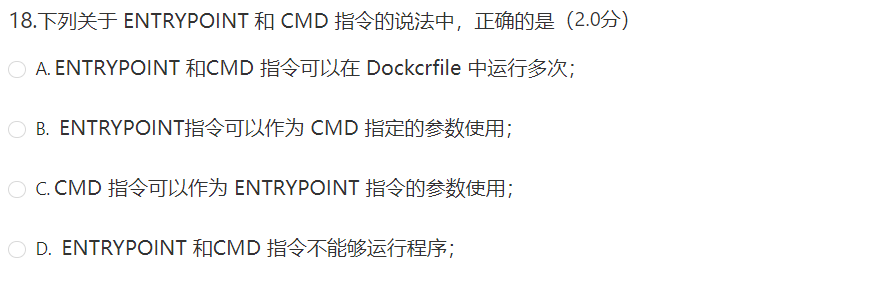 18.下列关于 ENTRYPOINT 和 CMD 指令的说法中，正确的是（2.0分）
A. ENTRYPOINT 和CMD 指令可以在 Dockcrfile 中运行多次；
B. ENTRYPOINT指令可以作为 CMD 指定的参数使用；
C. CMD 指令可以作为 ENTRYPOINT 指令的参数使用；
D. ENTRYPOINT 和CMD 指令不能够运行程序；